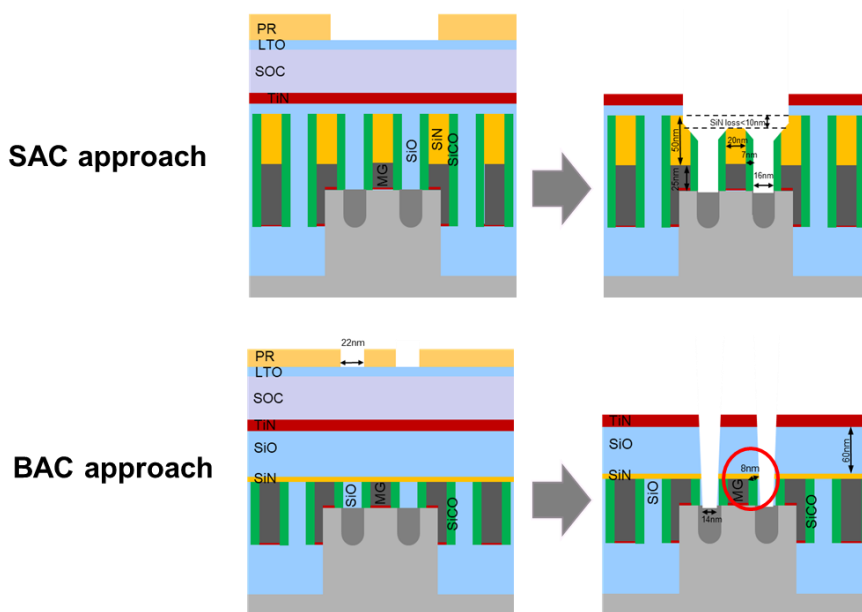 SAC approach
PR
LTO
SOC
TiN
SiN
SiCO
SiO
MG
SiN loss<10nm
50nm
20nm
7nm
25nm
16nm
BAC approach
22nm
PR
LTO
SOC
TiN
SiO
SiN
SiO
MG
SiCO
TiN
SiO
60nm
SiN
8nm
SiO
MG
SiCO
14nm